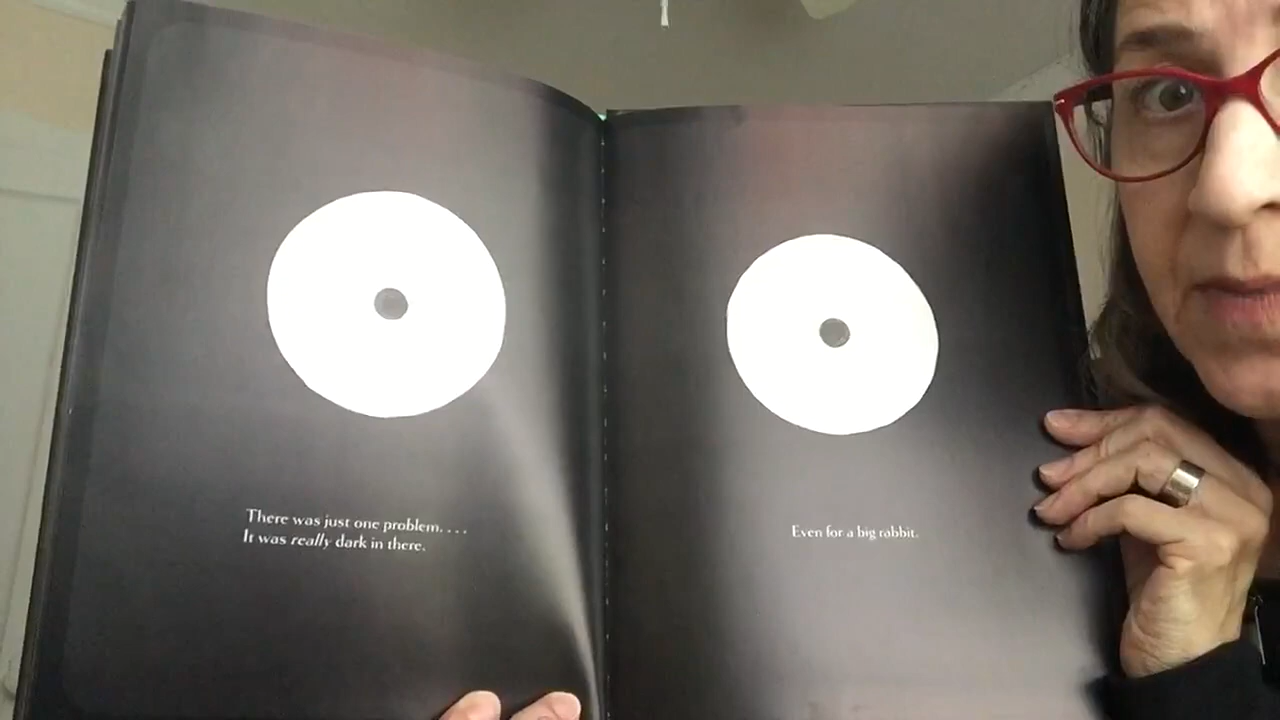 There was just one problem. . . .
It was really dark in there.
Even for a big rabbit.